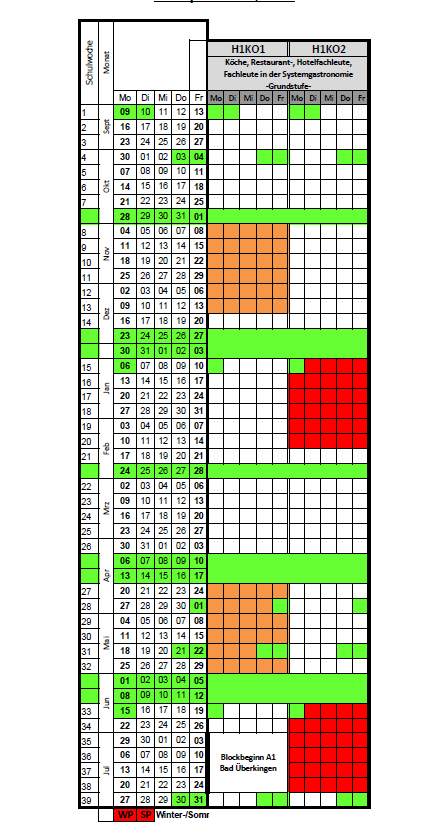 H1KO1 H1KO2
Köche, Restaurant-, Hotelfachleute,
Fachleute in der Systemgastronomie
-Grundstufe-
Schulwoche Monat Mo Di Mi Do Fr Mo Di Mi Do Fr Mo Di Mi Do Fr
1 Sept 09 10 11 12 13
2 16 17 18 19 20
3 23 24 25 26 27
4 30 01 02 03 04
5 Okt 07 08 09 10 11
6 14 15 16 17 18
7 21 22 23 24 25
28 29 30 31 01
8 Nov 04 05 06 07 08
9 11 12 13 14 15
10 18 19 20 21 22
11 25 26 27 28 29
12 Dez 02 03 04 05 06
13 09 10 11 12 13
14 16 17 18 19 20
23 24 25 26 27
30 31 01 02 03
15 Jan 06 07 08 09 10
16 13 14 15 16 17
17 20 21 22 23 24
18 27 28 29 30 31
19 Feb 03 04 05 06 07
20 10 11 12 13 14
21 17 18 19 20 21
24 25 26 27 28
22 Mrz 02 03 04 05 06
23 09 10 11 12 13
24 16 17 18 19 20
25 23 24 25 26 27
26 30 31 01 02 03
Apr 06 07 08 09 10
13 14 15 16 17
27 20 21 22 23 24
28 27 28 29 30 01
29 Mai 04 05 06 07 08
30 11 12 13 14 15
31 18 19 20 21 22
32 25 26 27 28 29
Jun 01 02 03 04 05
08 09 10 11 12
33 15 16 17 18 19
34 22 23 24 25 26
35 Jul 29 30 01 02 03
36 06 07 08 09 10
37 13 14 15 16 17
38 20 21 22 23 24
39 27 28 29 30 31
Blockbeginn A1
Bad Überkingen
WP SP Winter-/Somr